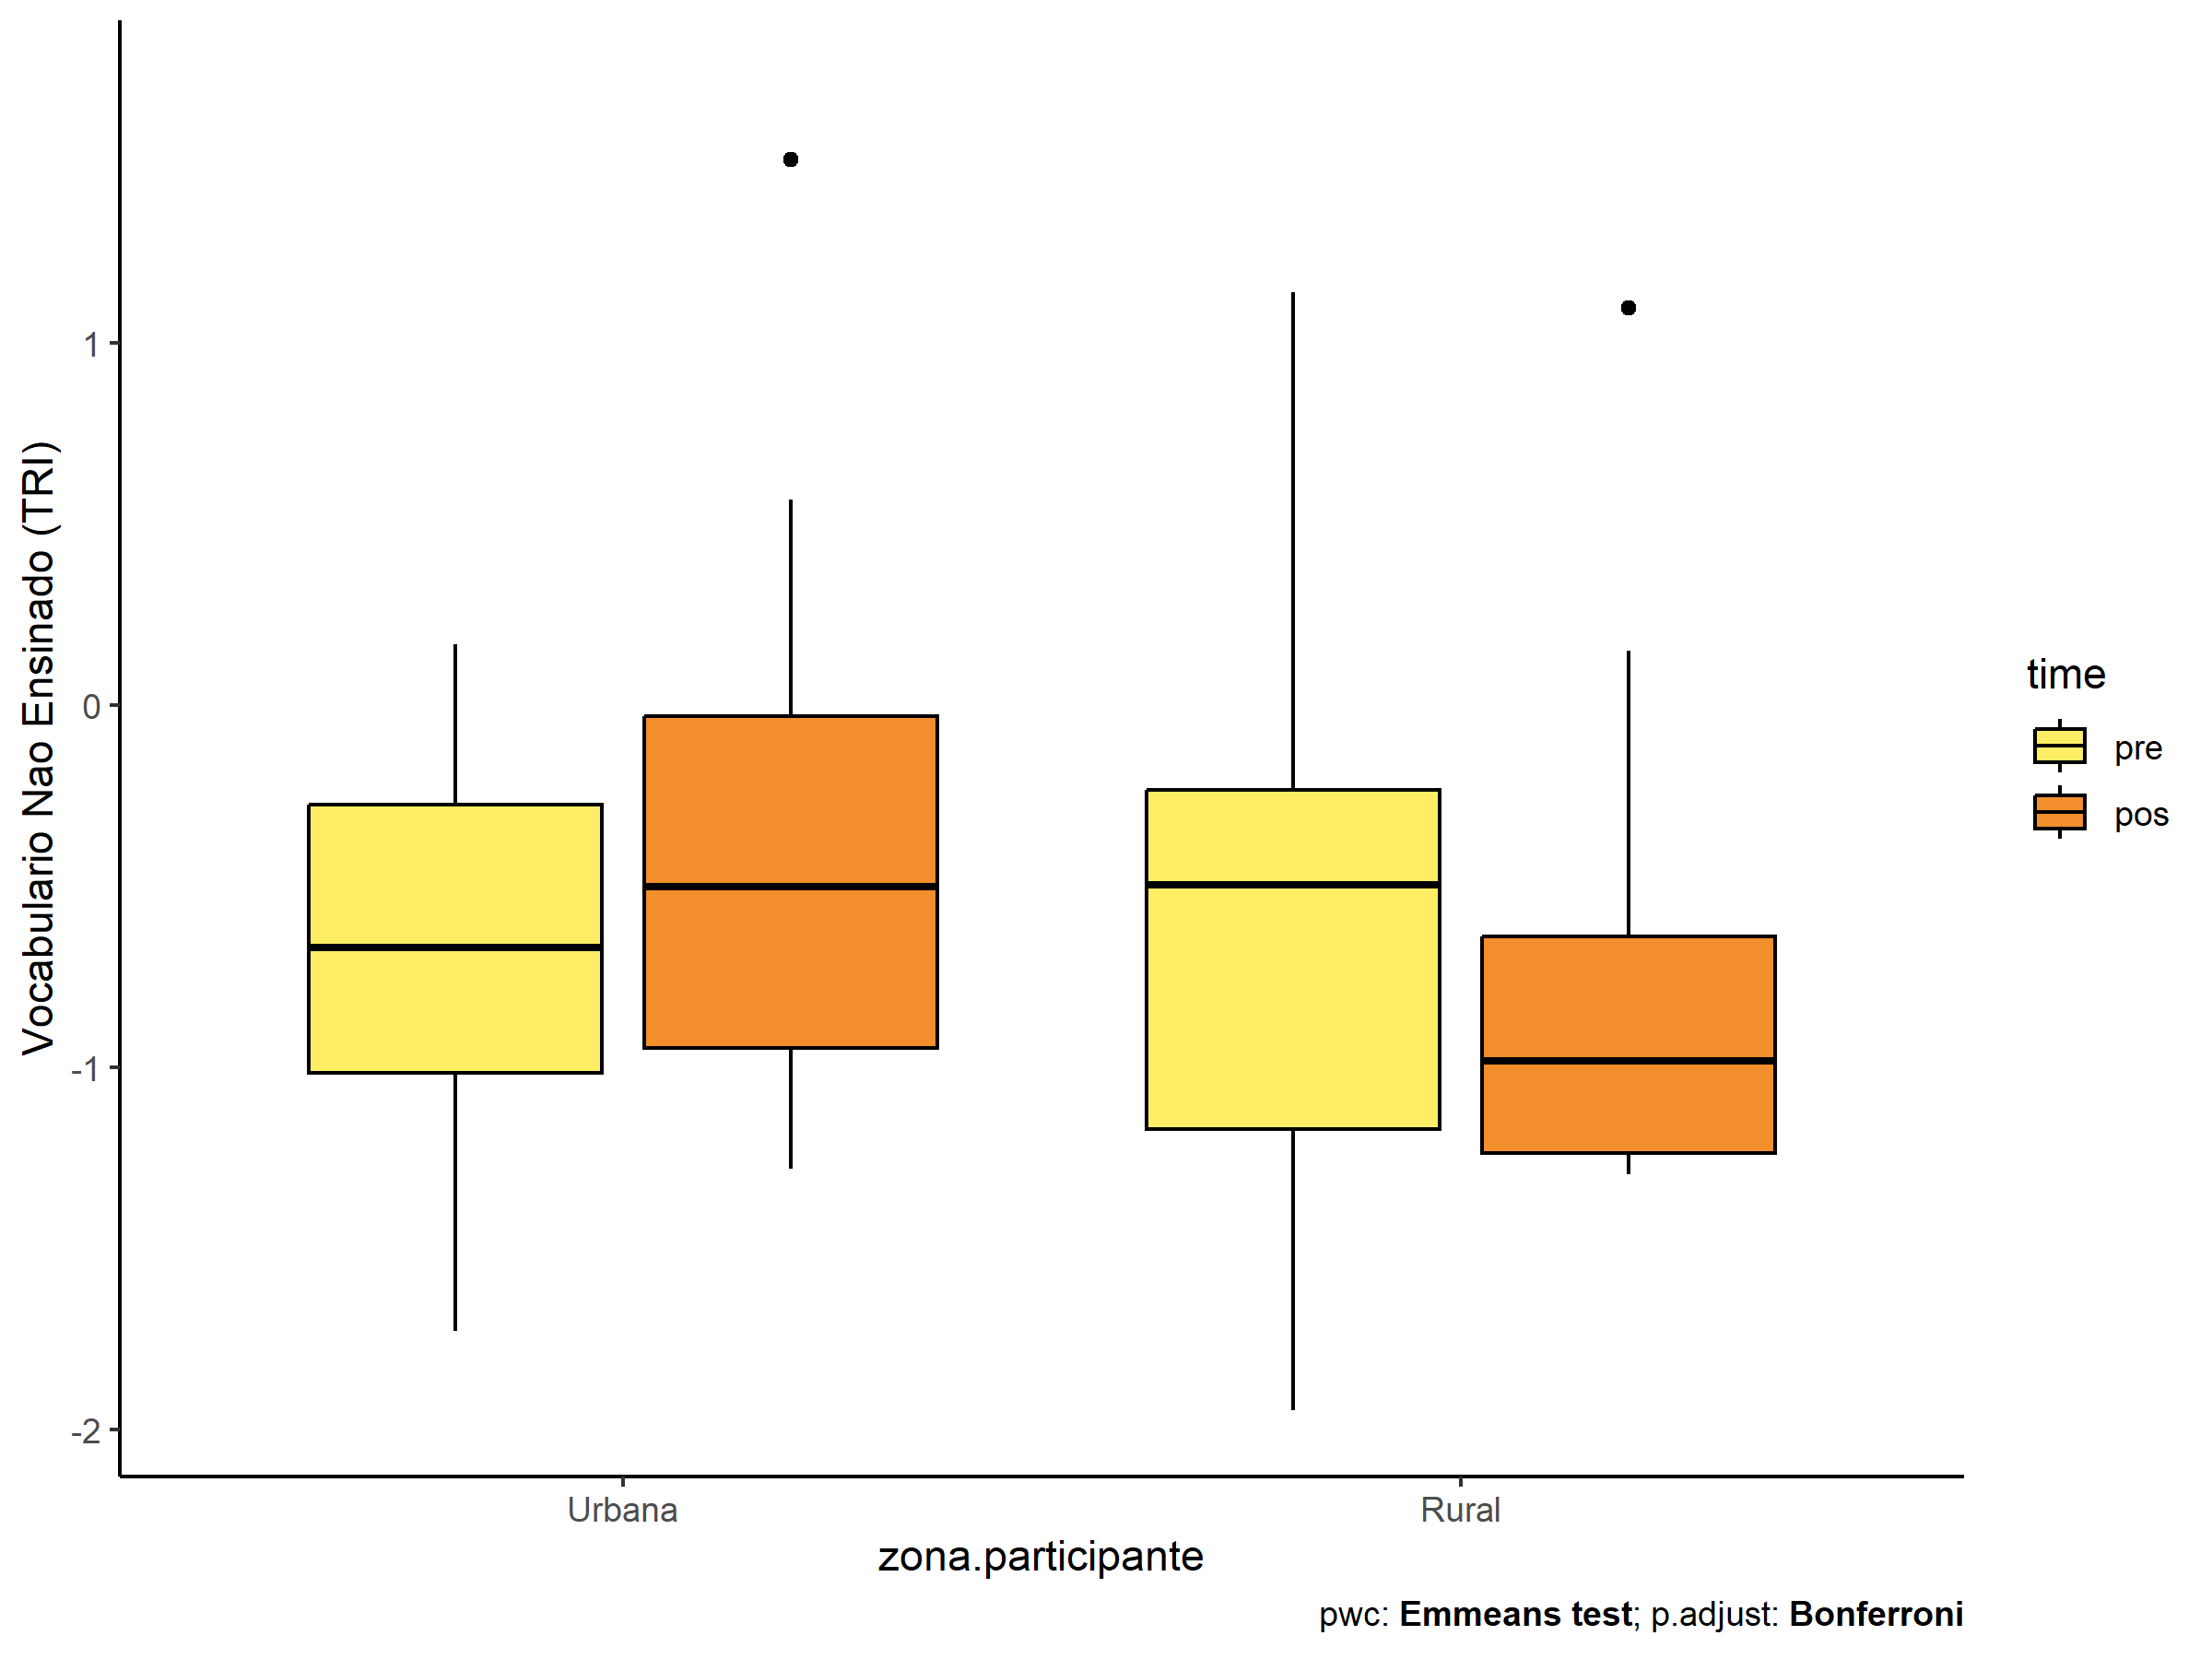 Vocabulario Nao Ensinado (TRI)
1
0
-1
-2
Urbana
Rural
zona.participante
time
pre
pos
pwc: Emmeans test; p.adjust: Bonferroni